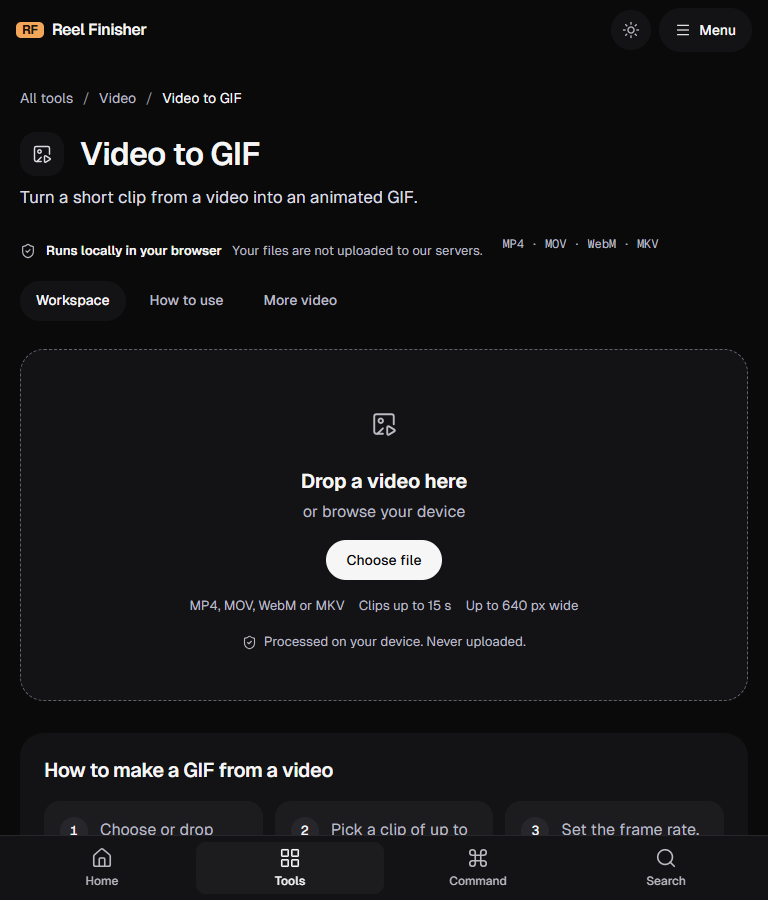 RF Reel Finisher
Menu
All tools / Video / Video to GIF
Video to GIF
Turn a short clip from a video into an animated GIF.
Runs locally in your browser Your files are not uploaded to our servers. MP4 · MOV · WebM · MKV
Workspace How to use More video
Drop a video here
or browse your device
Choose file
MP4, MOV, WebM or MKV Clips up to 15 s Up to 640 px wide
Processed on your device. Never uploaded.
How to make a GIF from a video
1 Choose or drop 2 Pick a clip of up to 3 Set the frame rate,
Home Tools Command Search